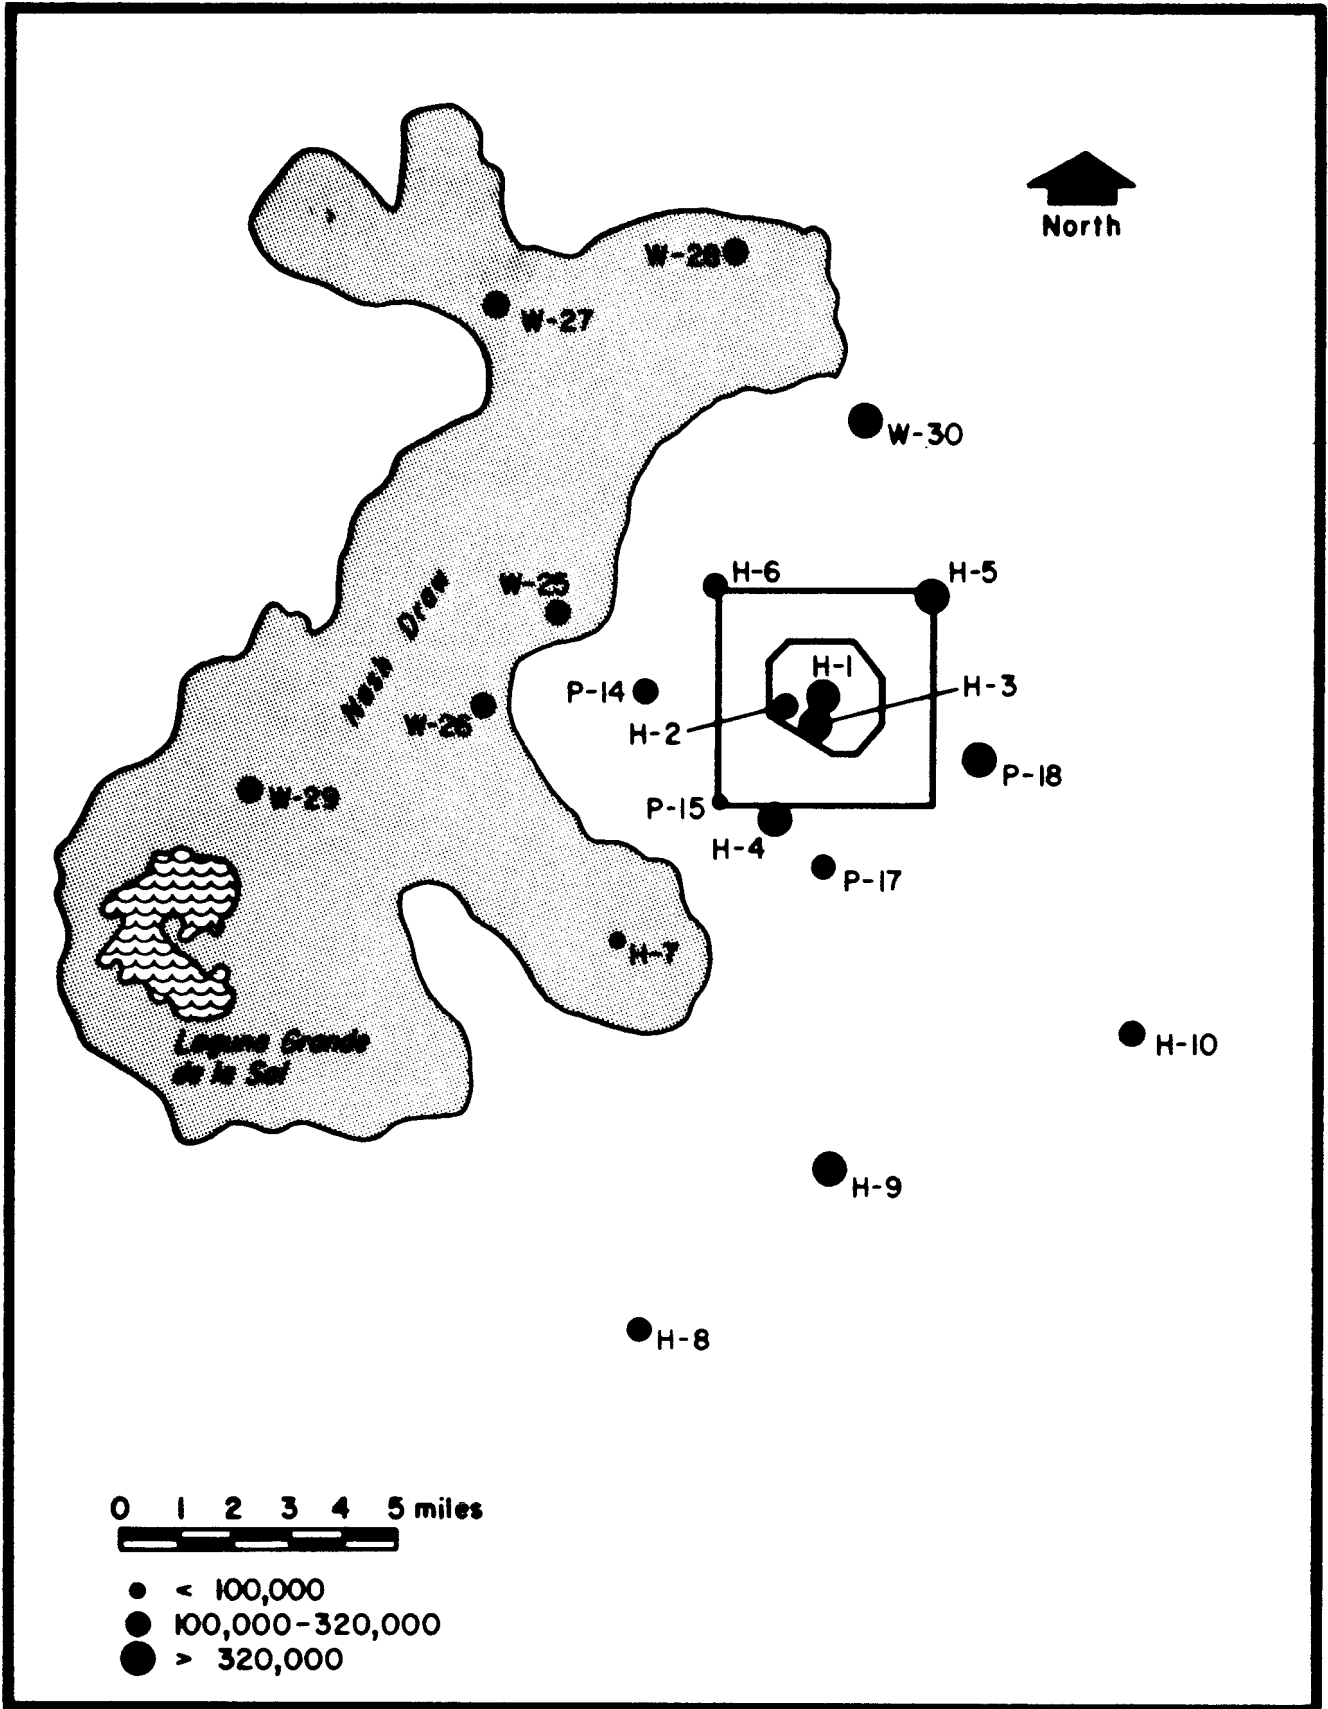 North
W-28
W-27
W-30
H-6
H-5
W-25
Nash Draw
H-1
H-3
P-14
H-2
W-26
P-18
W-29
P-15
H-4
P-17
H-7
Laguna Grande
de la Sal
H-10
H-9
H-8
0 1 2 3 4 5 miles
< 100,000
100,000-320,000
> 320,000